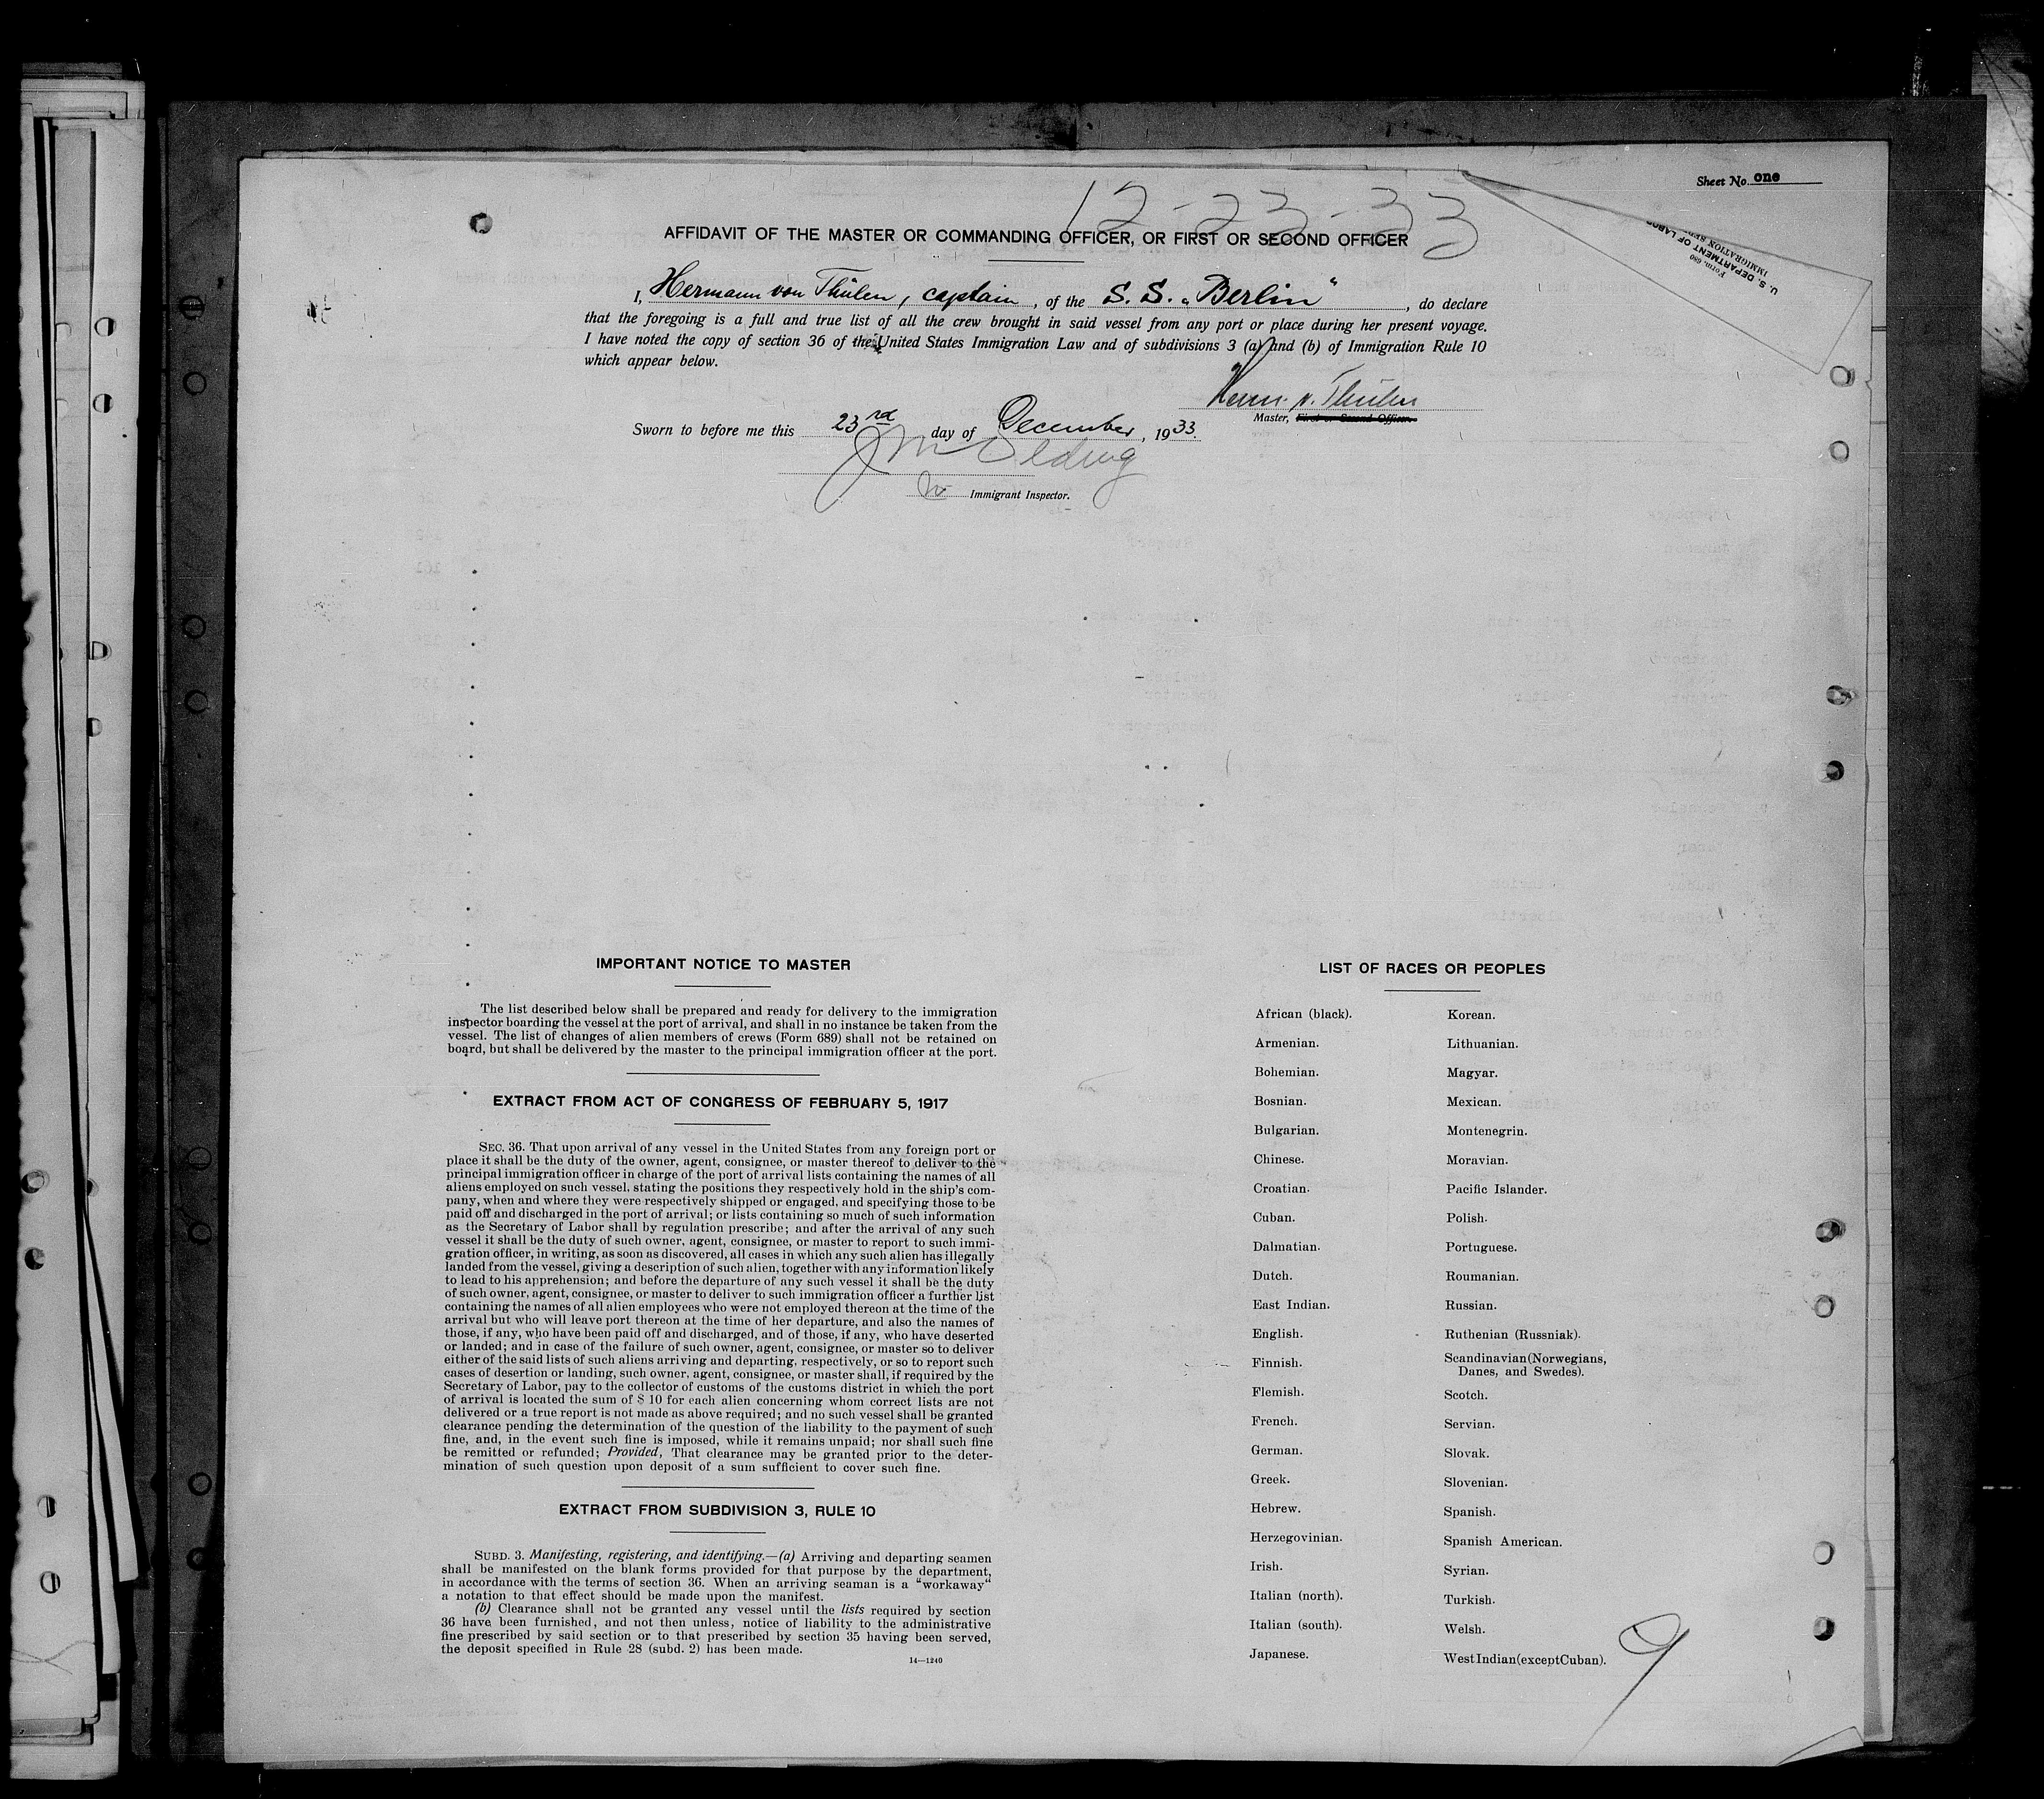 Sheet No. one
12-23-33
U. S. DEPARTMENT OF LABOR
IMMIGRATION SER
Form 680
AFFIDAVIT OF THE MASTER OR COMMANDING OFFICER, OR FIRST OR SECOND OFFICER
I, Hermann von Thülen, captain, of the S. S. „Berlin“, do declare
that the foregoing is a full and true list of all the crew brought in said vessel from any port or place during her present voyage.
I have noted the copy of section 36 of the United States Immigration Law and of subdivisions 3 (a) and (b) of Immigration Rule 10
which appear below.
Herm. v. Thülen
Master, First or Second Officer.
Sworn to before me this 23rd day of December, 1933.
Immigrant Inspector.
IMPORTANT NOTICE TO MASTER
The list described below shall be prepared and ready for delivery to the immigration
inspector boarding the vessel at the port of arrival, and shall in no instance be taken from the
vessel. The list of changes of alien members of crews (Form 689) shall not be retained on
board, but shall be delivered by the master to the principal immigration officer at the port.
EXTRACT FROM ACT OF CONGRESS OF FEBRUARY 5, 1917
SEC. 36. That upon arrival of any vessel in the United States from any foreign port or
place it shall be the duty of the owner, agent, consignee, or master thereof to deliver to the
principal immigration officer in charge of the port of arrival lists containing the names of all
aliens employed on such vessel, stating the positions they respectively hold in the ship's com-
pany, when and where they were respectively shipped or engaged, and specifying those to be
paid off and discharged in the port of arrival; or lists containing so much of such information
as the Secretary of Labor shall by regulation prescribe; and after the arrival of any such
vessel it shall be the duty of such owner, agent, consignee, or master to report to such immi-
gration officer, in writing, as soon as discovered, all cases in which any such alien has illegally
landed from the vessel, giving a description of such alien, together with any information likely
to lead to his apprehension; and before the departure of any such vessel it shall be the duty
of such owner, agent, consignee, or master to deliver to such immigration officer a further list
containing the names of all alien employees who were not employed thereon at the time of the
arrival but who will leave port thereon at the time of her departure, and also the names of
those, if any, who have been paid off and discharged, and of those, if any, who have deserted
or landed; and in case of the failure of such owner, agent, consignee, or master so to deliver
either of the said lists of such aliens arriving and departing, respectively, or so to report such
cases of desertion or landing, such owner, agent, consignee, or master shall, if required by the
Secretary of Labor, pay to the collector of customs of the customs district in which the port
of arrival is located the sum of $ 10 for each alien concerning whom correct lists are not
delivered or a true report is not made as above required; and no such vessel shall be granted
clearance pending the determination of the question of the liability to the payment of such
fine, and, in the event such fine is imposed, while it remains unpaid; nor shall such fine
be remitted or refunded; Provided, That clearance may be granted prior to the deter-
mination of such question upon deposit of a sum sufficient to cover such fine.
EXTRACT FROM SUBDIVISION 3, RULE 10
SUBD. 3. Manifesting, registering, and identifying.—(a) Arriving and departing seamen
shall be manifested on the blank forms provided for that purpose by the department,
in accordance with the terms of section 36. When an arriving seaman is a “workaway“
a notation to that effect should be made upon the manifest.
(b) Clearance shall not be granted any vessel until the lists required by section
36 have been furnished, and not then unless, notice of liability to the administrative
fine prescribed by said section or to that prescribed by section 35 having been served,
the deposit specified in Rule 28 (subd. 2) has been made.
14—1240
LIST OF RACES OR PEOPLES
African (black).
Armenian.
Bohemian.
Bosnian.
Bulgarian.
Chinese.
Croatian.
Cuban.
Dalmatian.
Dutch.
East Indian.
English.
Finnish.
Flemish.
French.
German.
Greek.
Hebrew.
Herzegovinian.
Irish.
Italian (north).
Italian (south).
Japanese.
Korean.
Lithuanian.
Magyar.
Mexican.
Montenegrin.
Moravian.
Pacific Islander.
Polish.
Portuguese.
Roumanian.
Russian.
Ruthenian (Russniak).
Scandinavian (Norwegians,
Danes, and Swedes).
Scotch.
Servian.
Slovak.
Slovenian.
Spanish.
Spanish American.
Syrian.
Turkish.
Welsh.
West Indian (except Cuban).
9